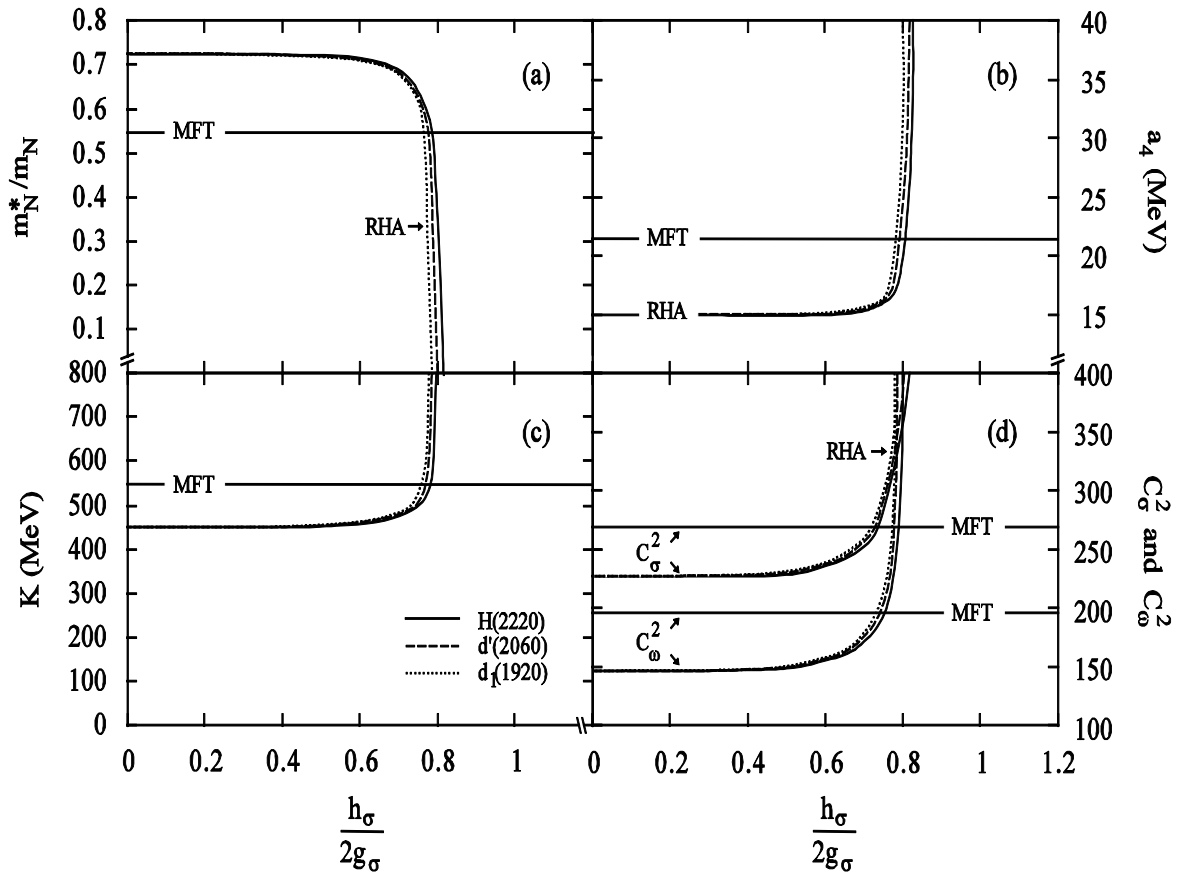 0.8
0.7
0.6
0.5
0.4
0.3
0.2
0.1
m*N/mN
(a)
MFT
RHA
40
35
30
25
20
15
a4 (MeV)
(b)
MFT
RHA
800
700
600
500
400
300
200
100
0
K (MeV)
(c)
MFT
H(2220)
d'(2060)
d1(1920)
400
350
300
250
200
150
100
C²σ and C²ω
(d)
RHA
MFT
C²σ
MFT
C²ω
0 0.2 0.4 0.6 0.8 1
0 0.2 0.4 0.6 0.8 1 1.2
hσ
2gσ
hσ
2gσ